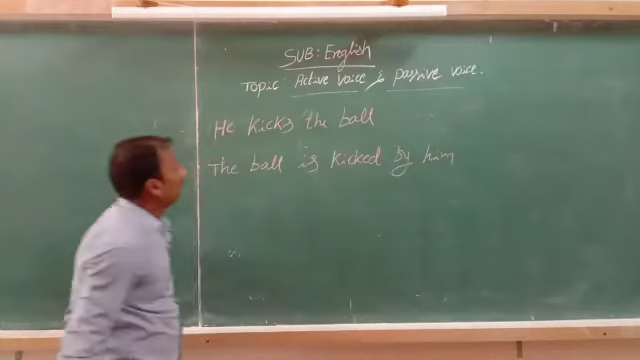 SUB: English
Topic: Active voice & passive voice.
He kicks the ball
The ball is kicked by him